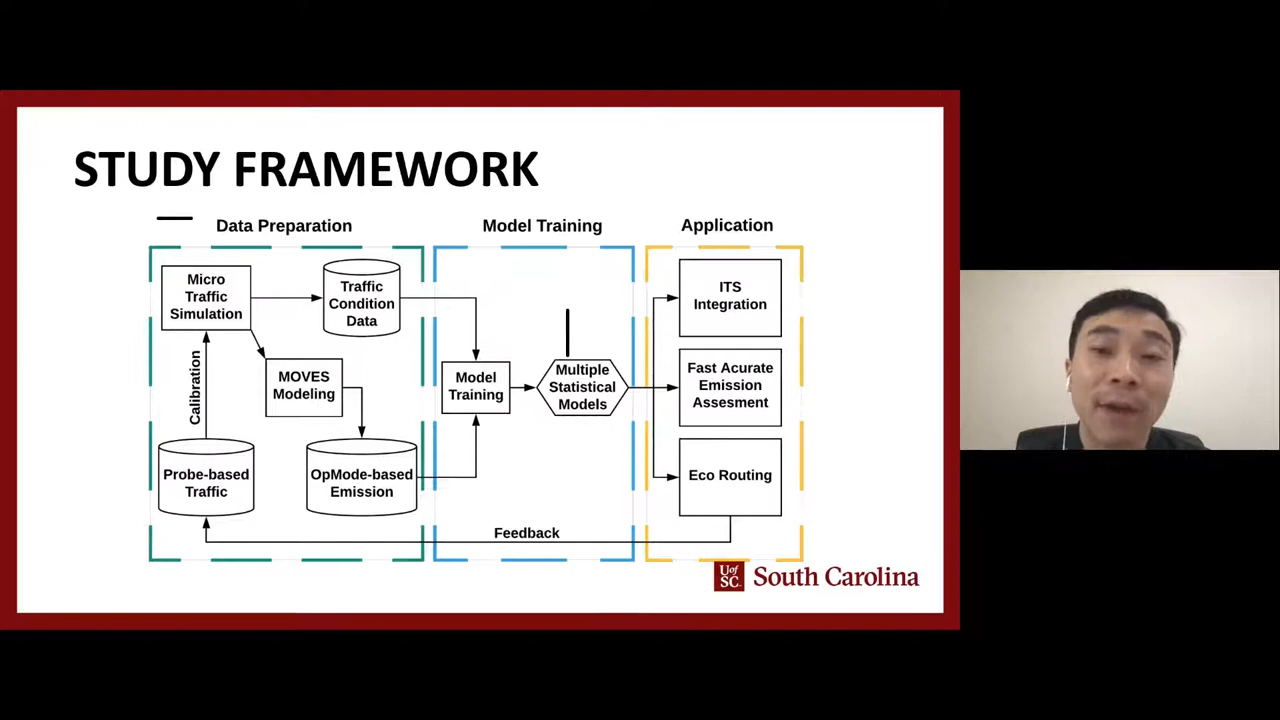 STUDY FRAMEWORK
Data Preparation
Model Training
Application
Micro
Traffic
Simulation
Traffic
Condition
Data
MOVES
Modeling
Calibration
Probe-based
Traffic
OpMode-based
Emission
Model
Training
Multiple
Statistical
Models
ITS
Integration
Fast Acurate
Emission
Assesment
Eco Routing
Feedback
UofSC
South Carolina